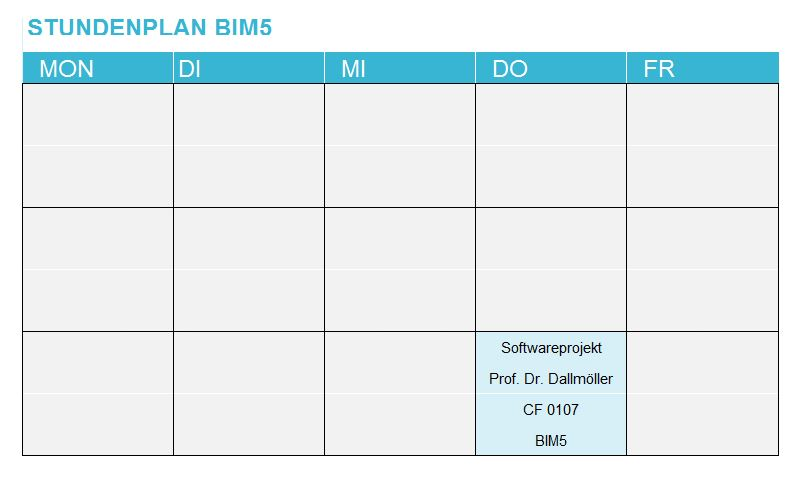 STUNDENPLAN BIM5
MON DI MI DO FR
Softwareprojekt
Prof. Dr. Dallmöller
CF 0107
BIM5